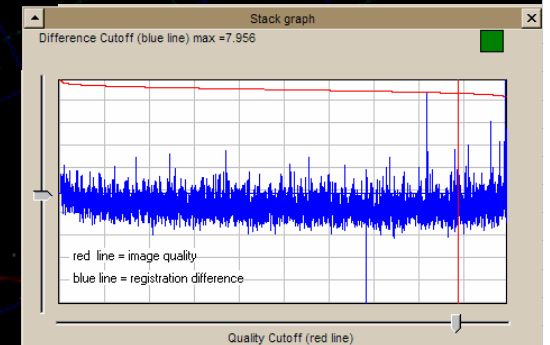 Stack graph
Difference Cutoff (blue line) max =7.956
red line = image quality
blue line = registration difference
Quality Cutoff (red line)